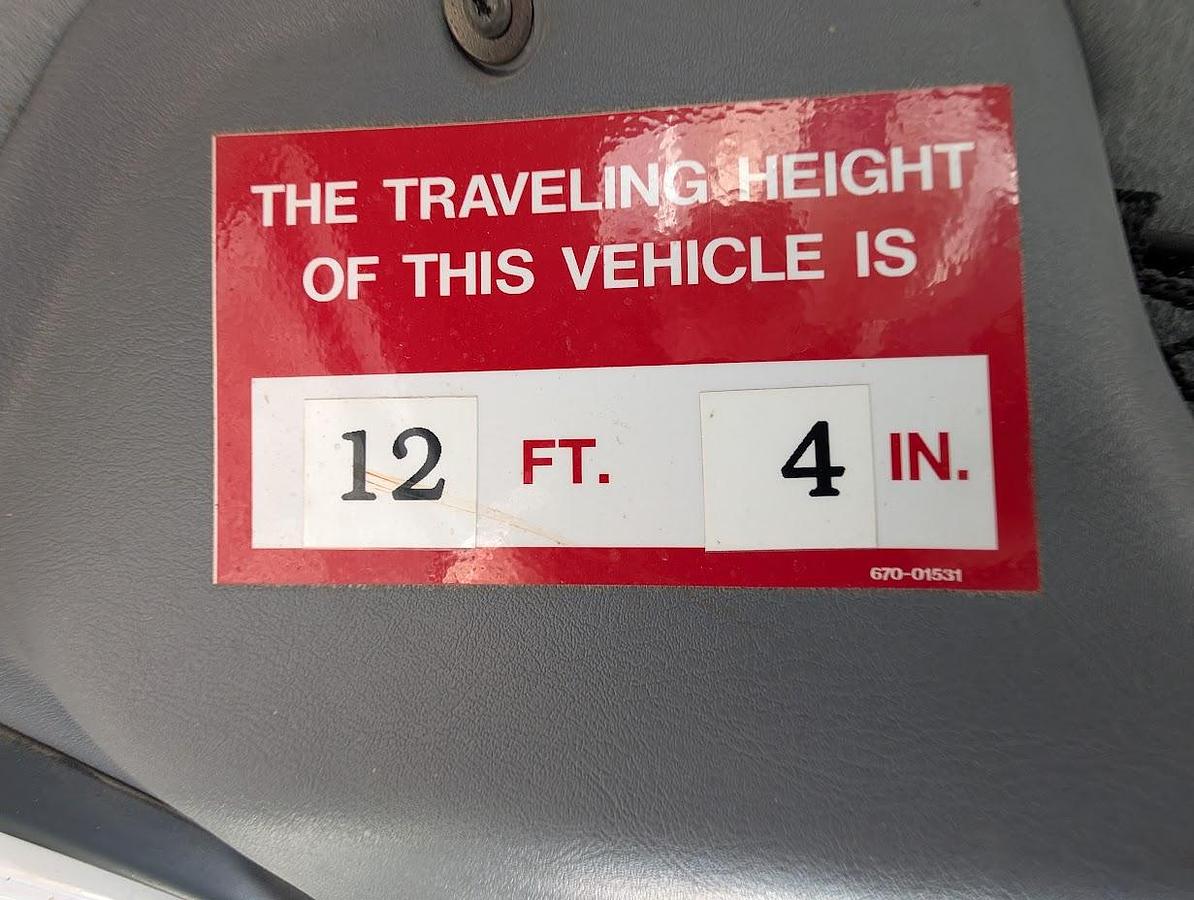 THE TRAVELING HEIGHT
OF THIS VEHICLE IS
12 FT. 4 IN.
670-01531